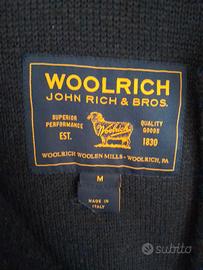 WOOLRICH
JOHN RICH & BROS.
SUPERIOR PERFORMANCE
QUALITY GOODS
Woolrich
EST.
1830
WOOLRICH WOOLEN MILLS - WOOLRICH, PA
M
MADE IN
ITALY
subito